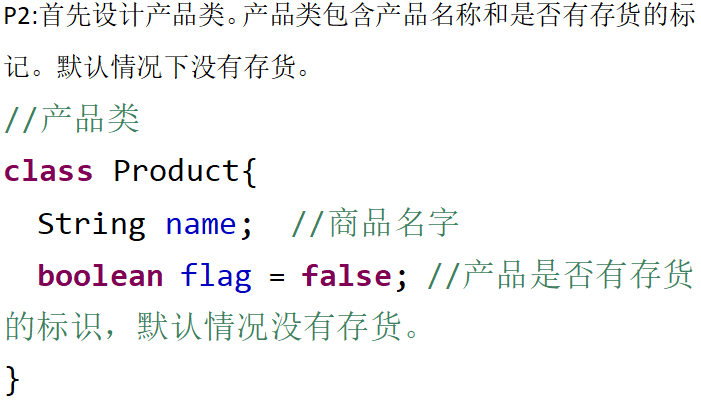 P2:首先设计产品类。产品类包含产品名称和是否有存货的标
记。默认情况下没有存货。
//产品类
class Product{
  String name;  //商品名字
  boolean flag = false; //产品是否有存货
的标识，默认情况没有存货。
}